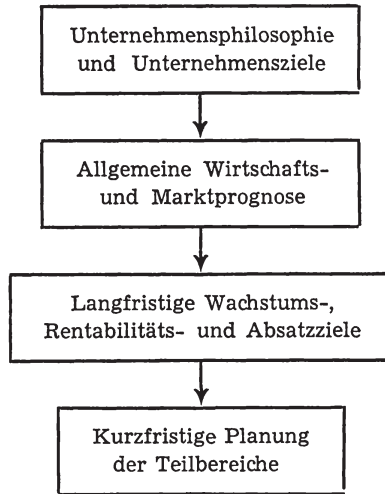 Unternehmensphilosophie
und Unternehmensziele
Allgemeine Wirtschafts-
und Marktprognose
Langfristige Wachstums-,
Rentabilitäts- und Absatzziele
Kurzfristige Planung
der Teilbereiche